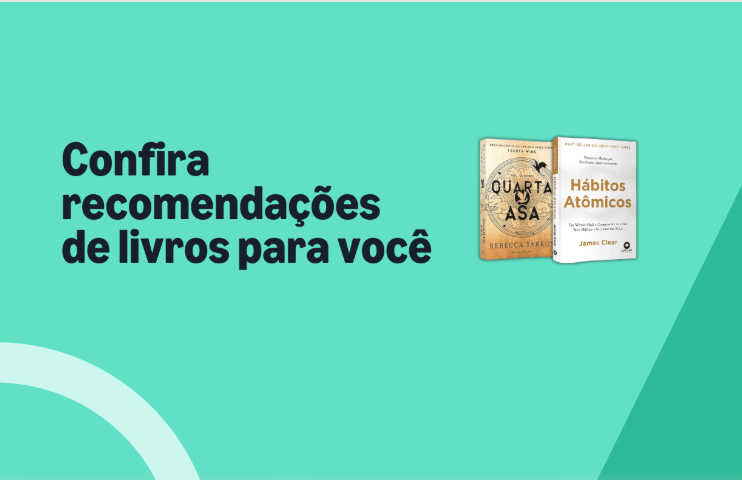 Confira
recomendações
de livros para você
QUARTA
ASA
REBECCA YARROS
BEST-SELLER DO NEW YORK TIMES
Hábitos
Atômicos
James Clear